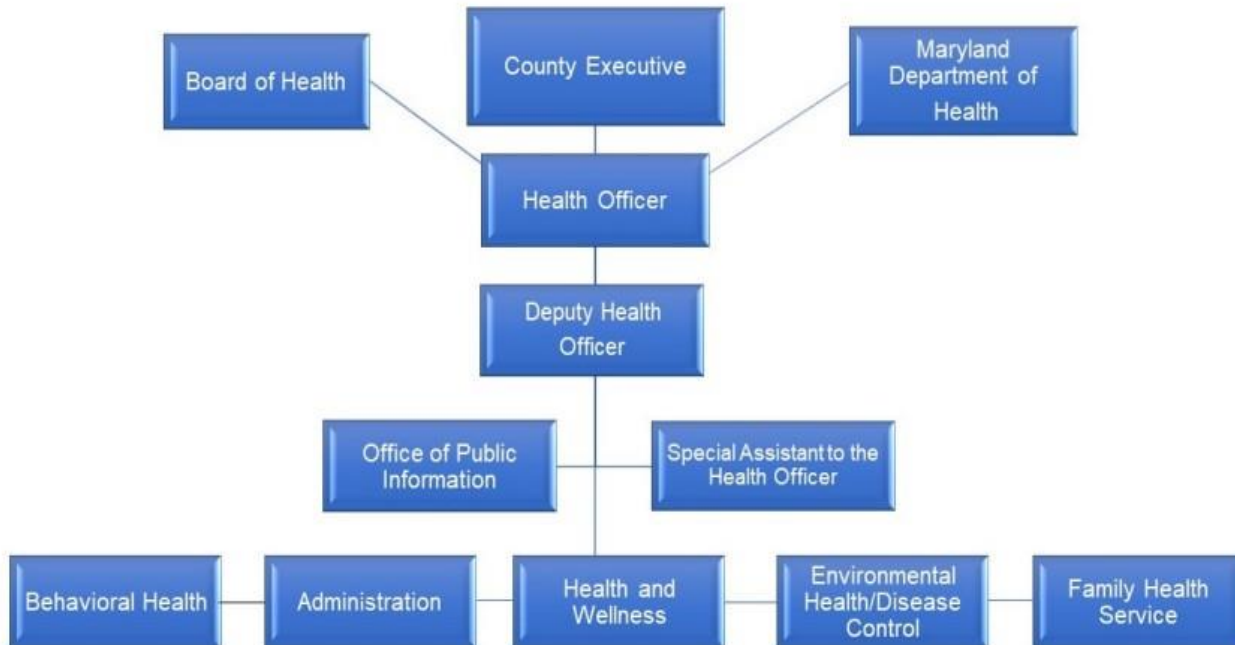 Board of Health
County Executive
Maryland
Department of
Health
Health Officer
Deputy Health
Officer
Office of Public
Information
Special Assistant to the
Health Officer
Behavioral Health
Administration
Health and
Wellness
Environmental
Health/Disease
Control
Family Health
Service